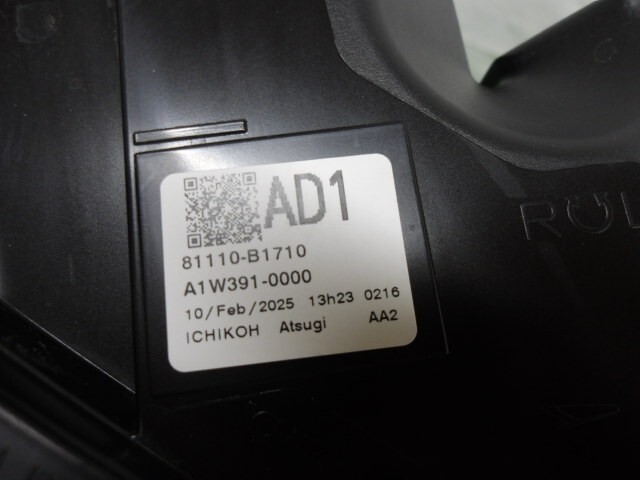 AD1
81110-B1710
A1W391-0000
10/Feb/2025 13h23 0216
ICHIKOH Atsugi AA2